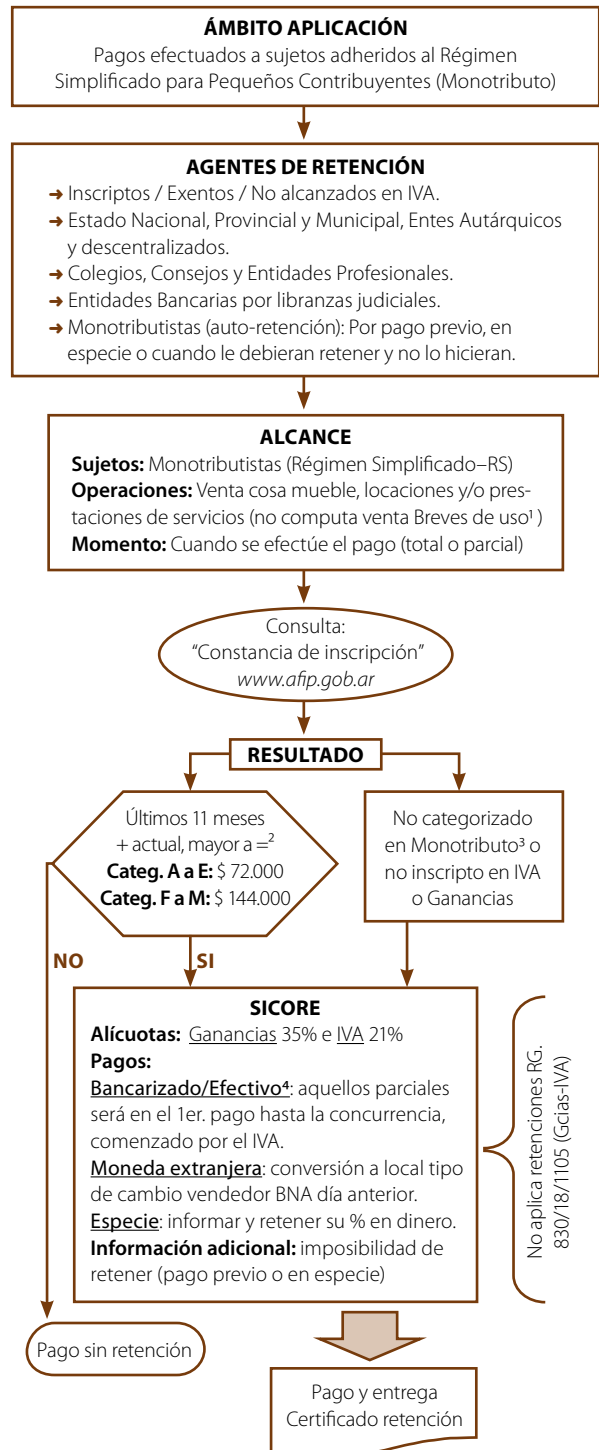 ÁMBITO APLICACIÓN
Pagos efectuados a sujetos adheridos al Régimen
Simplificado para Pequeños Contribuyentes (Monotributo)
AGENTES DE RETENCIÓN
➔ Inscriptos / Exentos / No alcanzados en IVA.
➔ Estado Nacional, Provincial y Municipal, Entes Autárquicos
y descentralizados.
➔ Colegios, Consejos y Entidades Profesionales.
➔ Entidades Bancarias por libranzas judiciales.
➔ Monotributistas (auto-retención): Por pago previo, en
especie o cuando le debieran retener y no lo hicieran.
ALCANCE
Sujetos: Monotributistas (Régimen Simplificado–RS)
Operaciones: Venta cosa mueble, locaciones y/o pres-
taciones de servicios (no computa venta Breves de uso¹ )
Momento: Cuando se efectúe el pago (total o parcial)
Consulta:
“Constancia de inscripción”
www.afip.gob.ar
RESULTADO
Últimos 11 meses
+ actual, mayor a =²
Categ. A a E: $ 72.000
Categ. F a M: $ 144.000
No categorizado
en Monotributo³ o
no inscripto en IVA
o Ganancias
NO
SI
SICORE
Alícuotas: Ganancias 35% e IVA 21%
Pagos:
Bancarizado/Efectivo⁴: aquellos parciales
será en el 1er. pago hasta la concurrencia,
comenzado por el IVA.
Moneda extranjera: conversión a local tipo
de cambio vendedor BNA día anterior.
Especie: informar y retener su % en dinero.
Información adicional: imposibilidad de
retener (pago previo o en especie)
No aplica retenciones RG.
830/18/1105 (Gcias-IVA)
Pago sin retención
Pago y entrega
Certificado retención